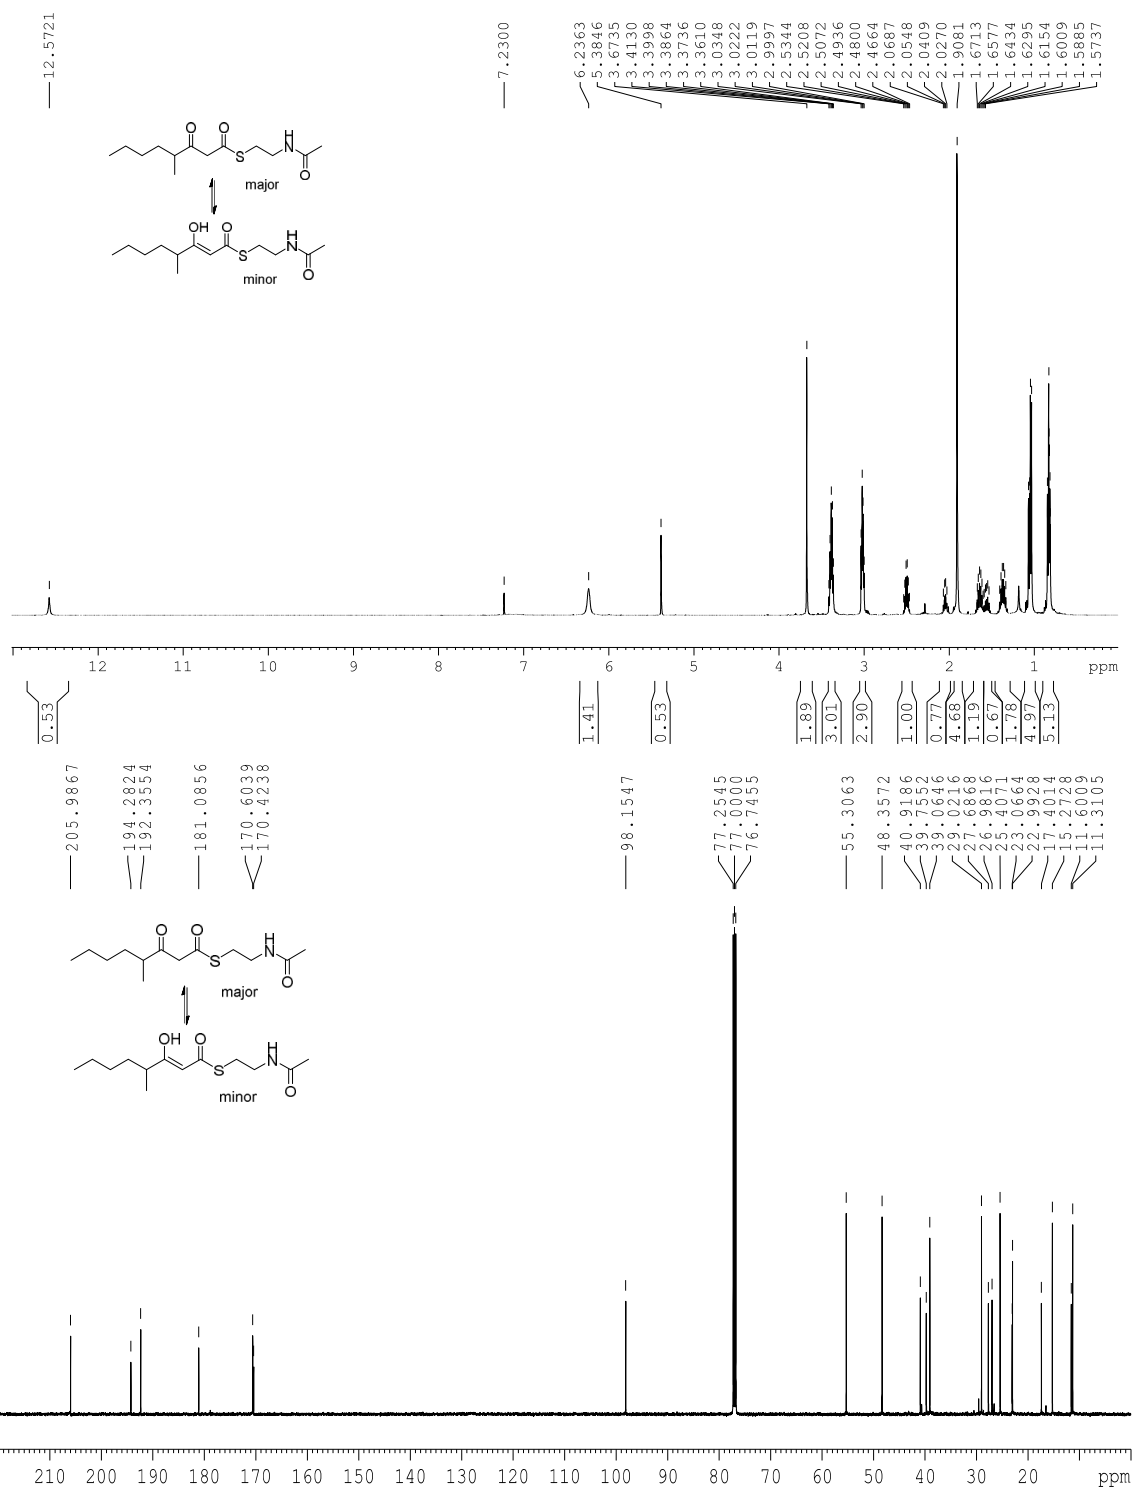 12.5721
7.2300
6.2363
5.3846
3.6735
3.4130
3.3998
3.3864
3.3736
3.3610
3.0348
3.0222
3.0119
2.9997
2.5344
2.5208
2.5072
2.4936
2.4800
2.4664
2.0687
2.0548
2.0409
2.0270
1.9081
1.6713
1.6577
1.6434
1.6295
1.6154
1.6009
1.5885
1.5737
O O
S
H
N
O
major
OH O
S
H
N
O
minor
12 11 10 9 8 7 6 5 4 3 2 1 ppm
0.53
1.41
0.53
1.89
3.01
2.90
1.00
0.77
4.68
1.19
0.67
1.78
4.97
5.13
205.9867
194.2824
192.3554
181.0856
170.6039
170.4238
98.1547
77.2545
77.0000
76.7455
55.3063
48.3572
40.9186
39.7552
39.0646
29.0216
27.6868
26.9816
25.4071
23.0664
22.9928
17.4014
15.2728
11.6009
11.3105
O O
S
H
N
O
major
OH O
S
H
N
O
minor
210 200 190 180 170 160 150 140 130 120 110 100 90 80 70 60 50 40 30 20 ppm